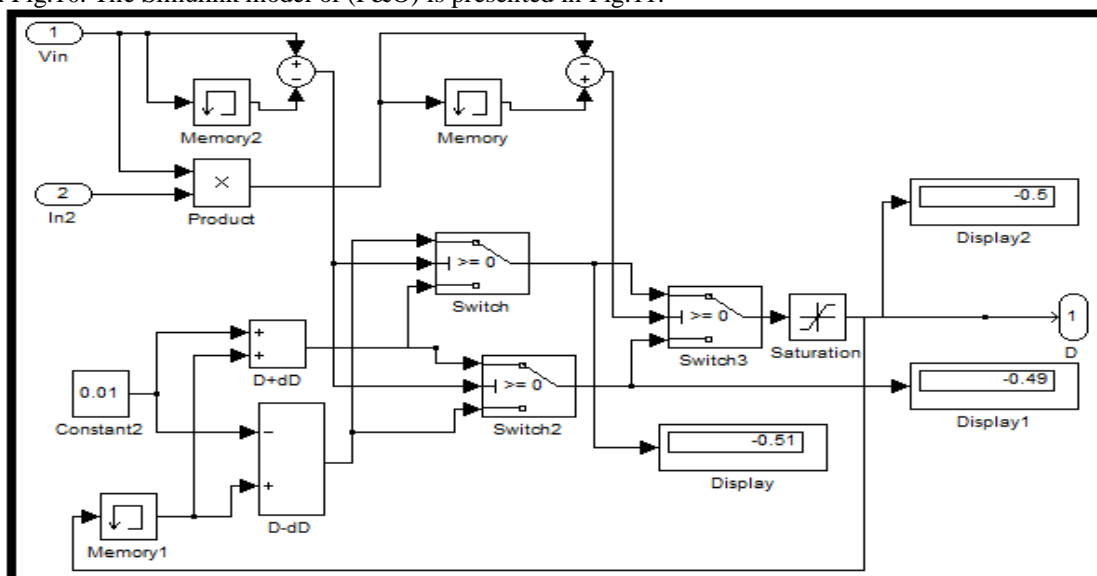 Fig.10. The Simulink model of (P&O) is presented in Fig.11.
1
Vin
+
−
Memory2
−
+
Memory
2
In2
×
Product
-0.5
Display2
>= 0
Switch
>= 0
Switch3
Saturation
1
D
+
+
D+dD
0.01
Constant2
>= 0
Switch2
-0.49
Display1
−
+
D-dD
-0.51
Display
Memory1